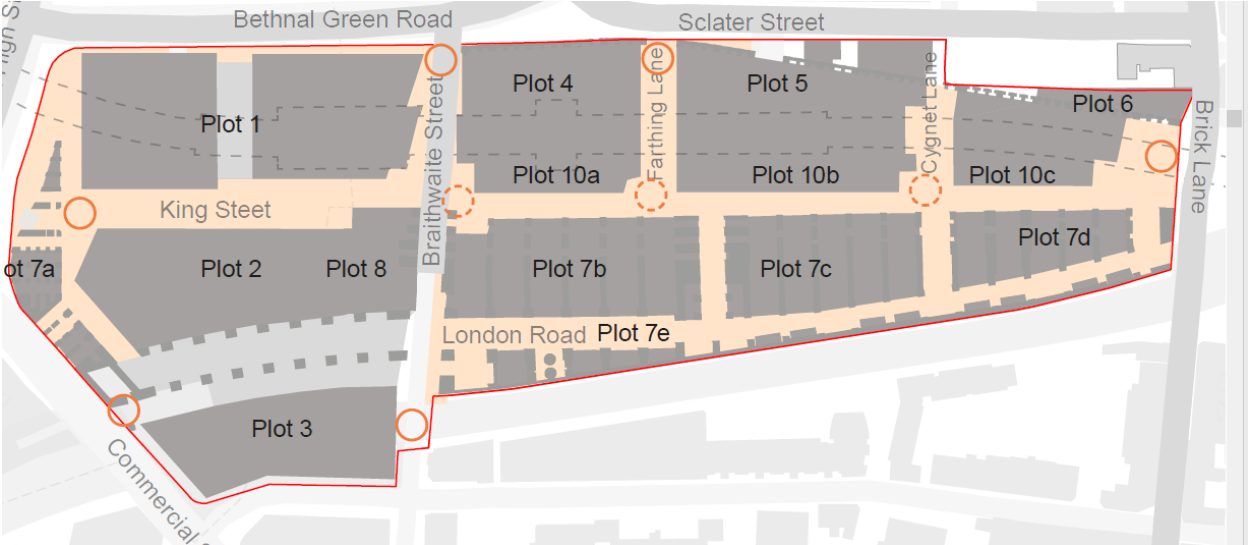 Bethnal Green Road
Sclater Street
High S
Plot 4
Plot 5
Plot 6
Plot 1
Braithwaite Street
Farthing Lane
Cygnet Lane
Brick Lane
Plot 10a
Plot 10b
Plot 10c
King Steet
ot 7a
Plot 2
Plot 8
Plot 7b
Plot 7c
Plot 7d
London Road
Plot 7e
Plot 3
Commercial S